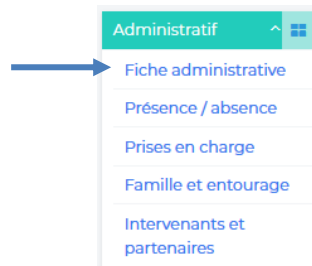 Administratif
Fiche administrative
Présence / absence
Prises en charge
Famille et entourage
Intervenants et
partenaires